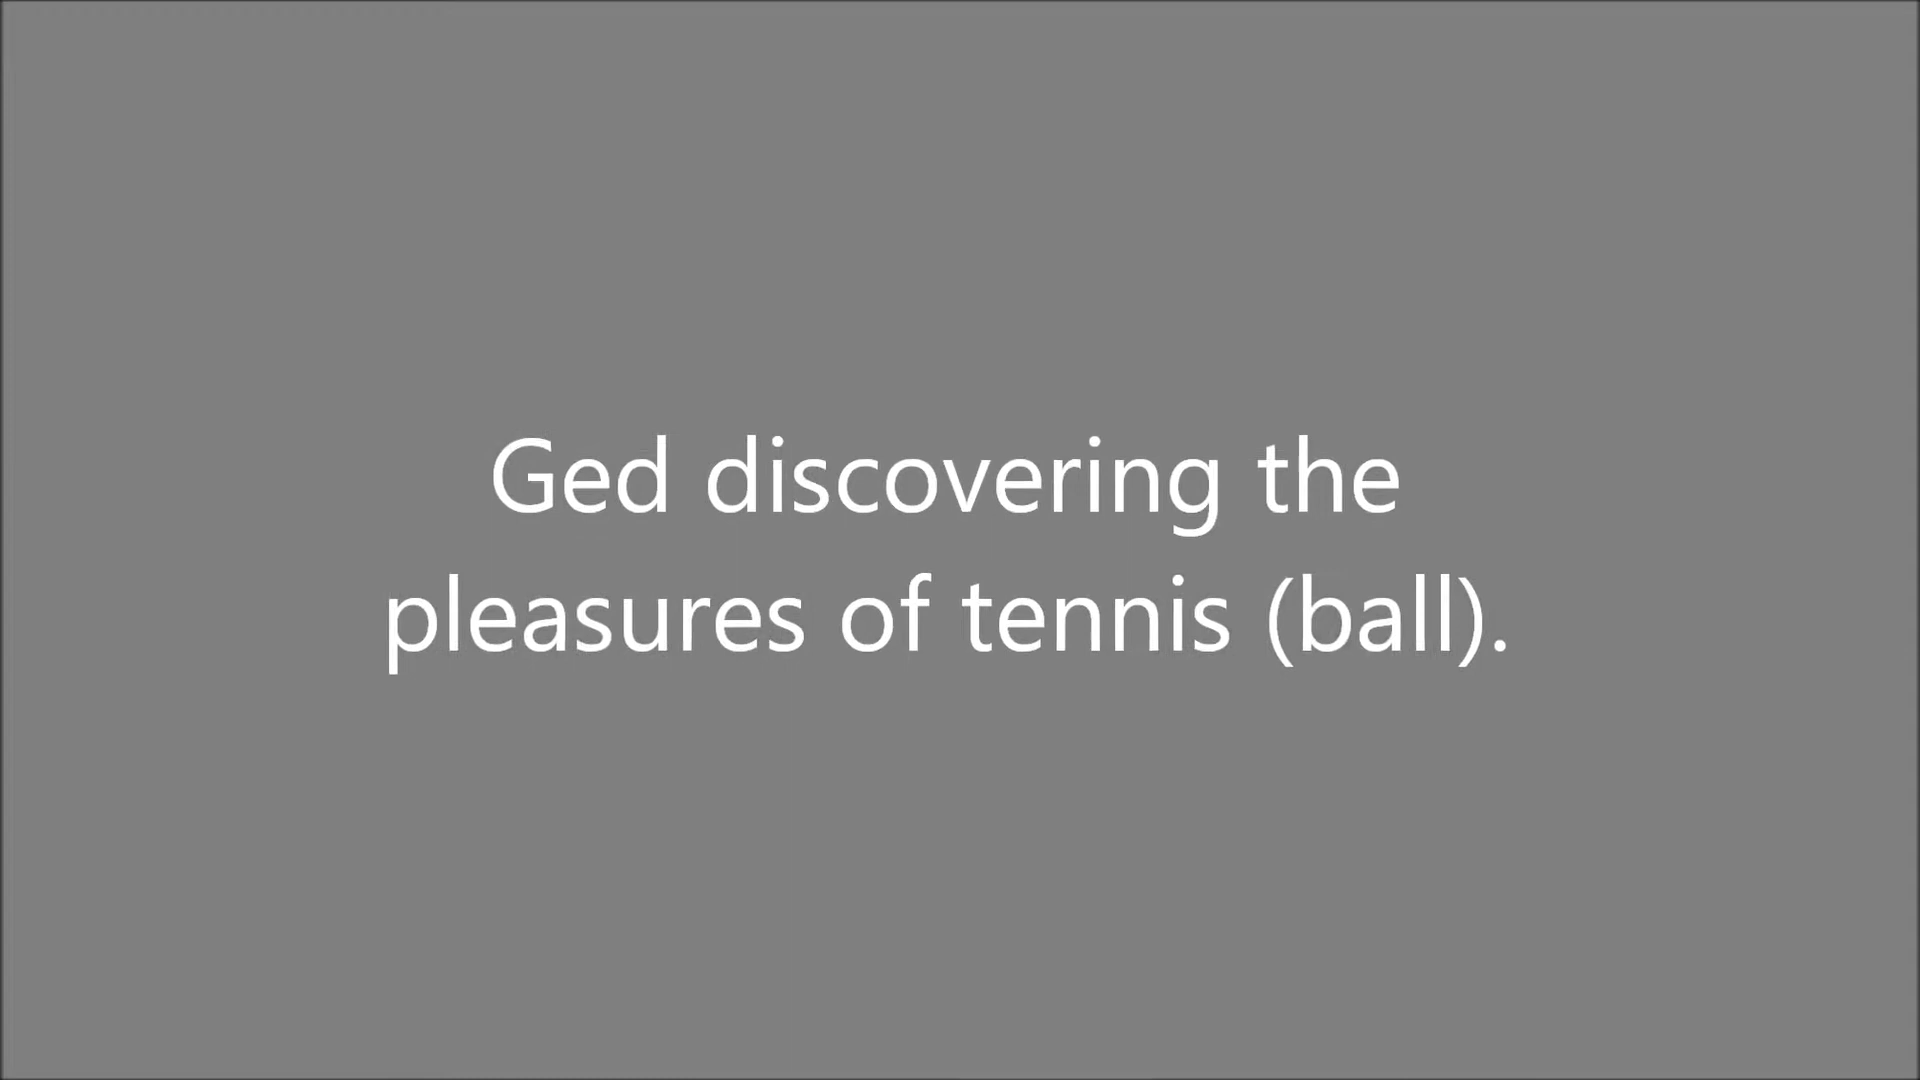 Ged discovering the
pleasures of tennis (ball).